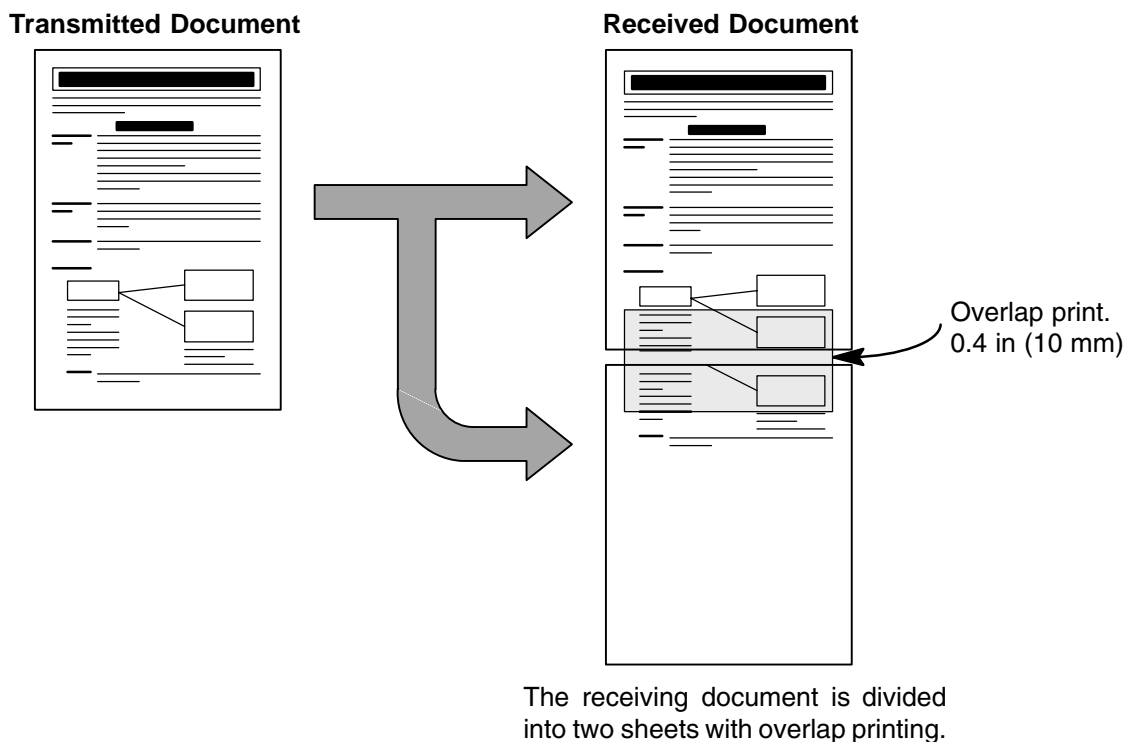 Transmitted Document
Received Document
Overlap print.
0.4 in (10 mm)
The receiving document is divided
into two sheets with overlap printing.